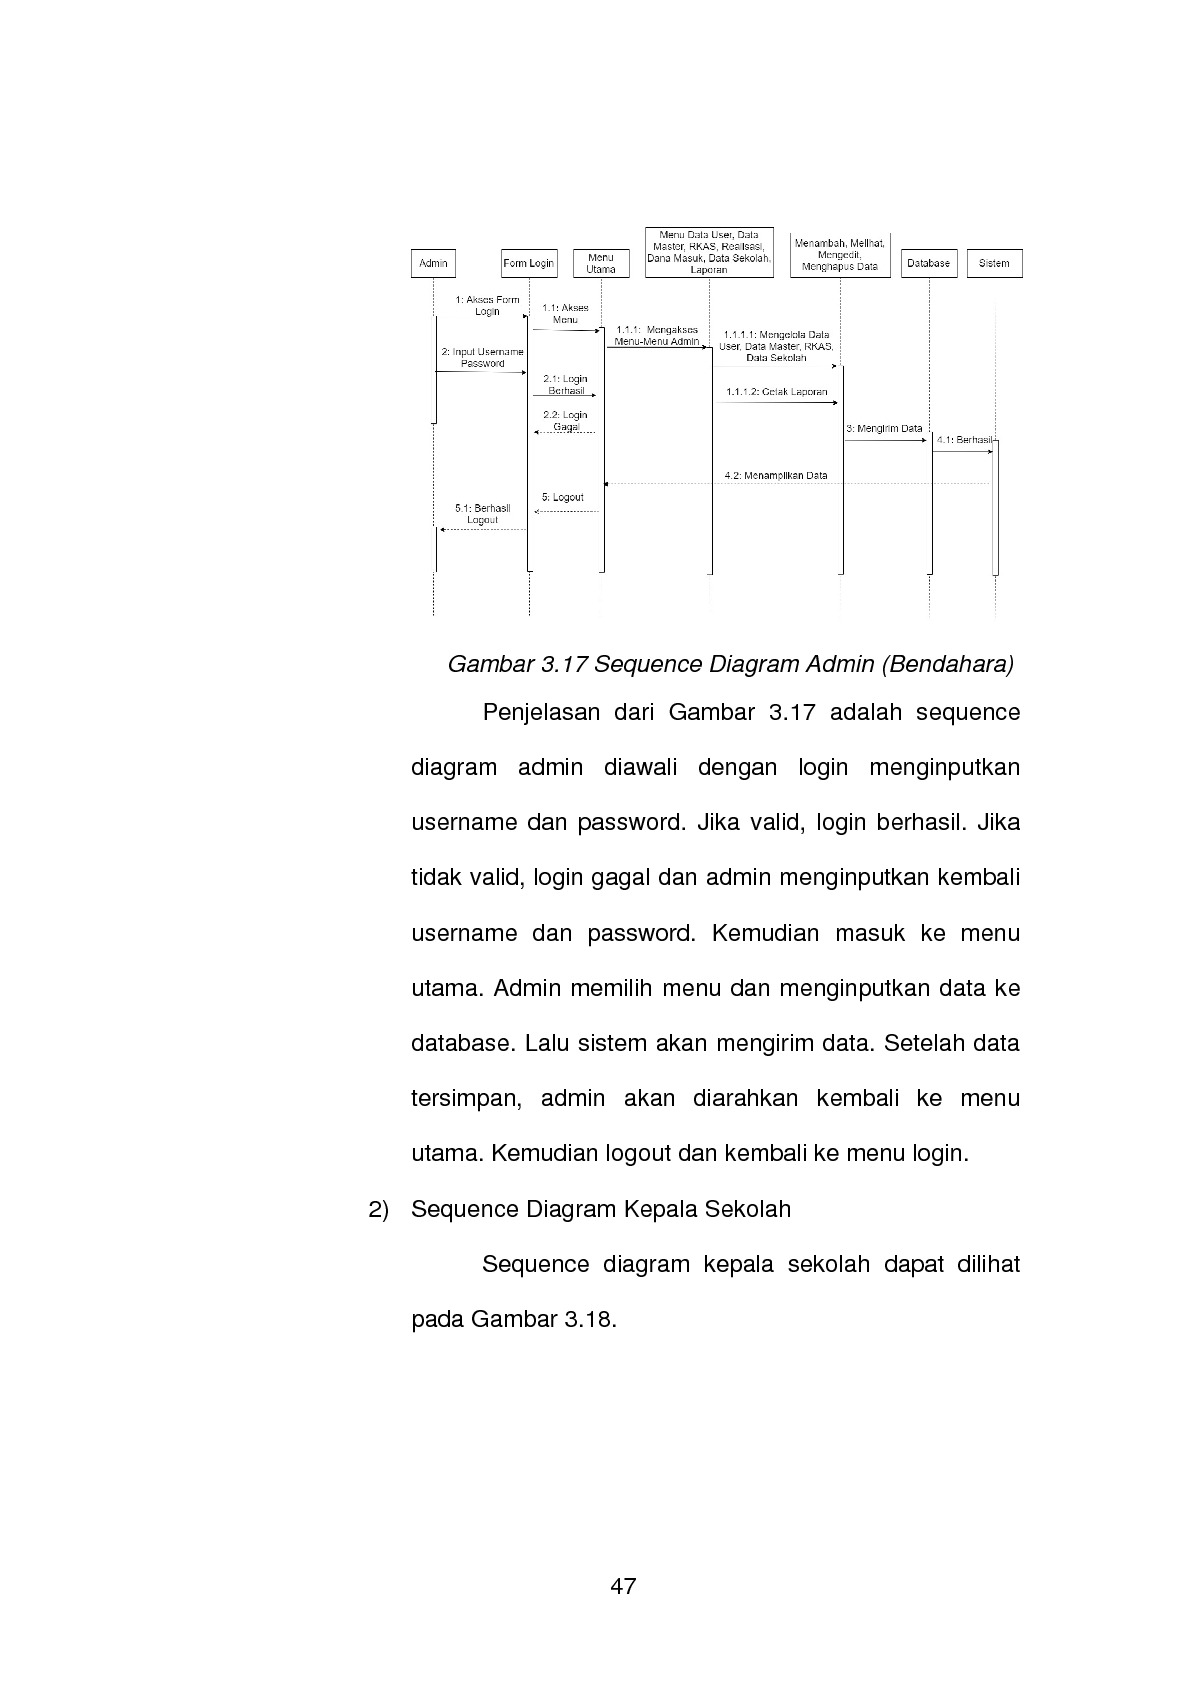 Menu Data User, Data
Master, RKAS, Realisasi,
Dana Masuk, Data Sekolah,
Laporan
Menambah, Melihat,
Mengedit,
Menghapus Data
Admin
Form Login
Menu
Utama
Database
Sistem
1: Akses Form
Login
1.1: Akses
Menu
1.1.1: Mengakses
Menu-Menu Admin
1.1.1.1: Mengelola Data
User, Data Master, RKAS,
Data Sekolah
2: Input Username
Password
2.1: Login
Berhasil
1.1.1.2: Cetak Laporan
2.2: Login
Gagal
3: Mengirim Data
4.1: Berhasil
4.2: Menampilkan Data
5: Logout
5.1: Berhasil
Logout
Gambar 3.17 Sequence Diagram Admin (Bendahara)
Penjelasan dari Gambar 3.17 adalah sequence
diagram admin diawali dengan login menginputkan
username dan password. Jika valid, login berhasil. Jika
tidak valid, login gagal dan admin menginputkan kembali
username dan password. Kemudian masuk ke menu
utama. Admin memilih menu dan menginputkan data ke
database. Lalu sistem akan mengirim data. Setelah data
tersimpan, admin akan diarahkan kembali ke menu
utama. Kemudian logout dan kembali ke menu login.
2) Sequence Diagram Kepala Sekolah
Sequence diagram kepala sekolah dapat dilihat
pada Gambar 3.18.
47